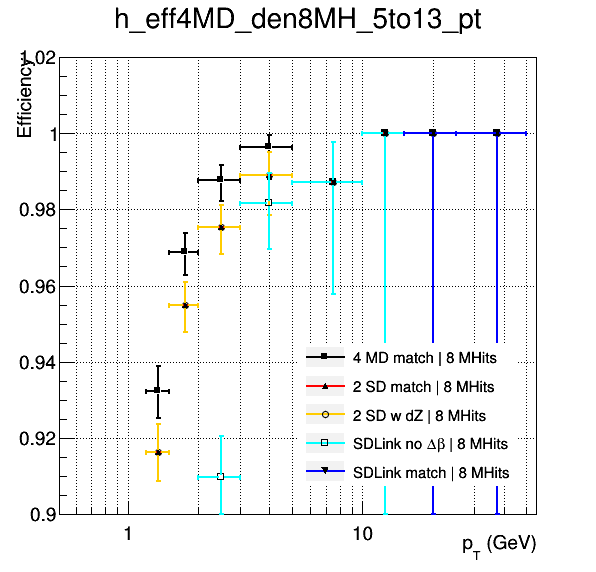 h_eff4MD_den8MH_5to13_pt
Efficiency
1.02
1
0.98
0.96
0.94
0.92
0.9
4 MD match | 8 MHits
2 SD match | 8 MHits
2 SD w dZ | 8 MHits
SDLink no Δβ | 8 MHits
SDLink match | 8 MHits
1
10
p_T (GeV)